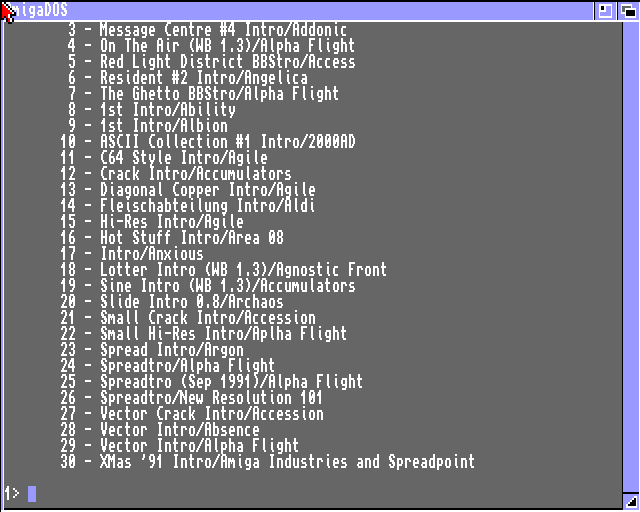 AmigaDOS
3 - Message Centre #4 Intro/Addonic
4 - On The Air (WB 1.3)/Alpha Flight
5 - Red Light District BBStro/Access
6 - Resident #2 Intro/Angelica
7 - The Ghetto BBStro/Alpha Flight
8 - 1st Intro/Ability
9 - 1st Intro/Albion
10 - ASCII Collection #1 Intro/2000AD
11 - C64 Style Intro/Agile
12 - Crack Intro/Accumulators
13 - Diagonal Copper Intro/Agile
14 - Fleischabteilung Intro/Aldi
15 - Hi-Res Intro/Agile
16 - Hot Stuff Intro/Area 08
17 - Intro/Anxious
18 - Lotter Intro (WB 1.3)/Agnostic Front
19 - Sine Intro (WB 1.3)/Accumulators
20 - Slide Intro 0.8/Archaos
21 - Small Crack Intro/Accession
22 - Small Hi-Res Intro/Aplha Flight
23 - Spread Intro/Argon
24 - Spreadtro/Alpha Flight
25 - Spreadtro (Sep 1991)/Alpha Flight
26 - Spreadtro/New Resolution 101
27 - Vector Crack Intro/Accession
28 - Vector Intro/Absence
29 - Vector Intro/Alpha Flight
30 - XMas '91 Intro/Amiga Industries and Spreadpoint
1>